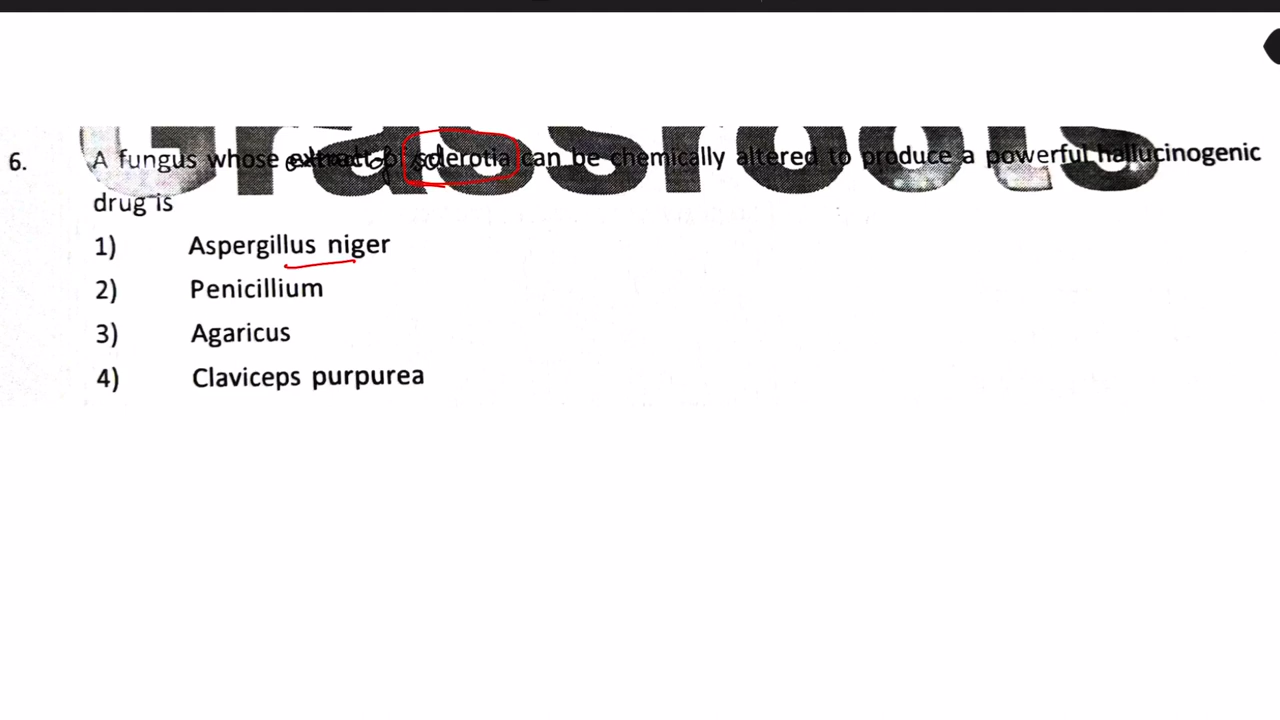 Grassroots
6. A fungus whose extract of sclerotia can be chemically altered to produce a powerful hallucinogenic
drug is
1) Aspergillus niger
2) Penicillium
3) Agaricus
4) Claviceps purpurea